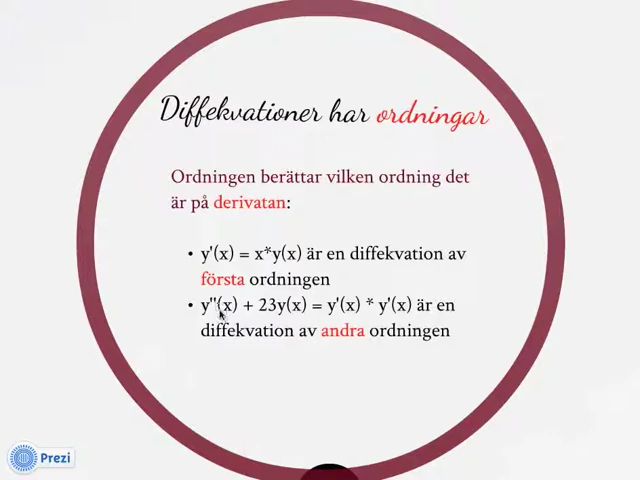 Diffekvationer har ordningar
Ordningen berättar vilken ordning det
är på derivatan:
• y'(x) = x*y(x) är en diffekvation av
första ordningen
• y''(x) + 23y(x) = y'(x) * y'(x) är en
diffekvation av andra ordningen
Prezi